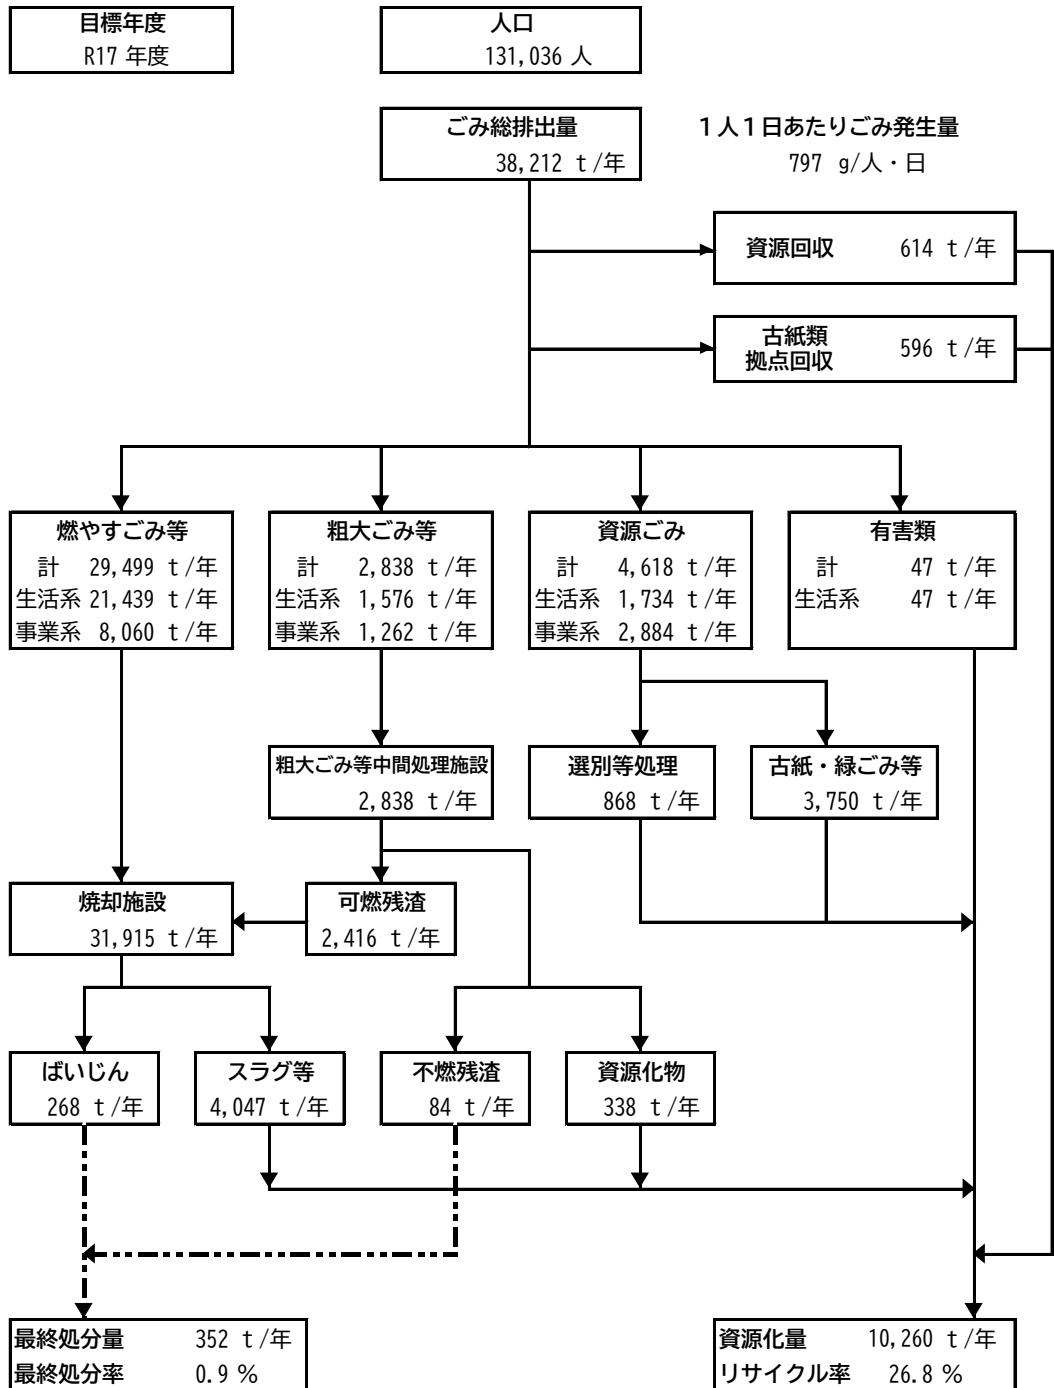 目標年度
R17 年度
人口
131,036 人
ごみ総排出量
38,212 t/年
1人1日あたりごみ発生量
797 g/人・日
資源回収 614 t/年
古紙類
拠点回収
596 t/年
燃やすごみ等
計 29,499 t/年
生活系 21,439 t/年
事業系 8,060 t/年
粗大ごみ等
計 2,838 t/年
生活系 1,576 t/年
事業系 1,262 t/年
資源ごみ
計 4,618 t/年
生活系 1,734 t/年
事業系 2,884 t/年
有害類
計 47 t/年
生活系 47 t/年
粗大ごみ等中間処理施設
2,838 t/年
選別等処理
868 t/年
古紙・緑ごみ等
3,750 t/年
焼却施設
31,915 t/年
可燃残渣
2,416 t/年
ばいじん
268 t/年
スラグ等
4,047 t/年
不燃残渣
84 t/年
資源化物
338 t/年
最終処分量 352 t/年
最終処分率 0.9 %
資源化量 10,260 t/年
リサイクル率 26.8 %